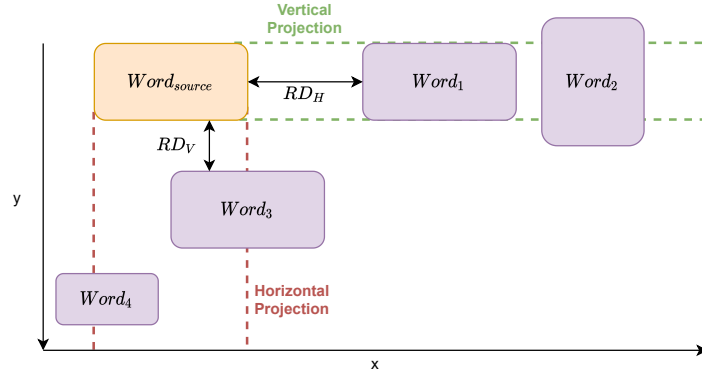 Vertical
Projection
Word_source
RD_H
Word_1
Word_2
RD_V
y
Word_3
Word_4
Horizontal
Projection
x